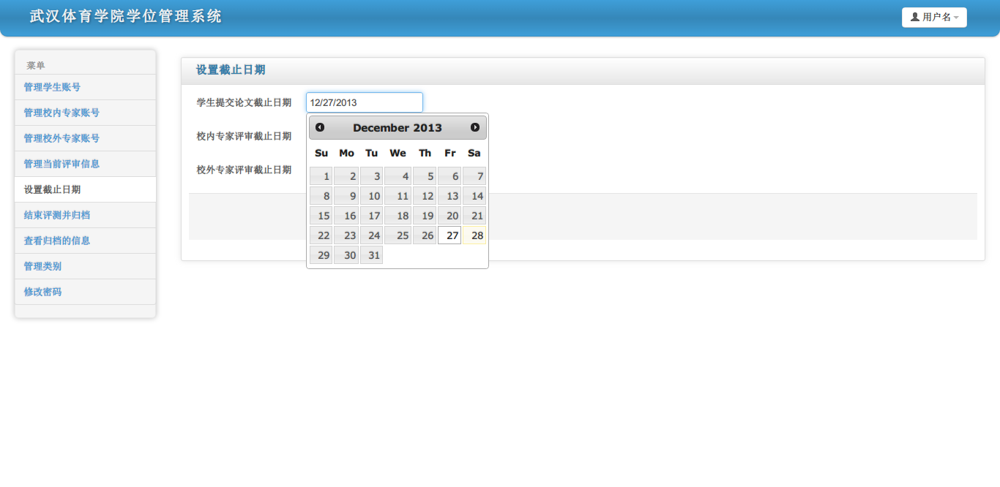 武汉体育学院学位管理系统
用户名
菜单
管理学生账号
管理校内专家账号
管理校外专家账号
管理当前评审信息
设置截止日期
结束评测并归档
查看归档的信息
管理类别
修改密码
设置截止日期
学生提交论文截止日期 12/27/2013
校内专家评审截止日期
校外专家评审截止日期
December 2013
Su Mo Tu We Th Fr Sa
1 2 3 4 5 6 7
8 9 10 11 12 13 14
15 16 17 18 19 20 21
22 23 24 25 26 27 28
29 30 31